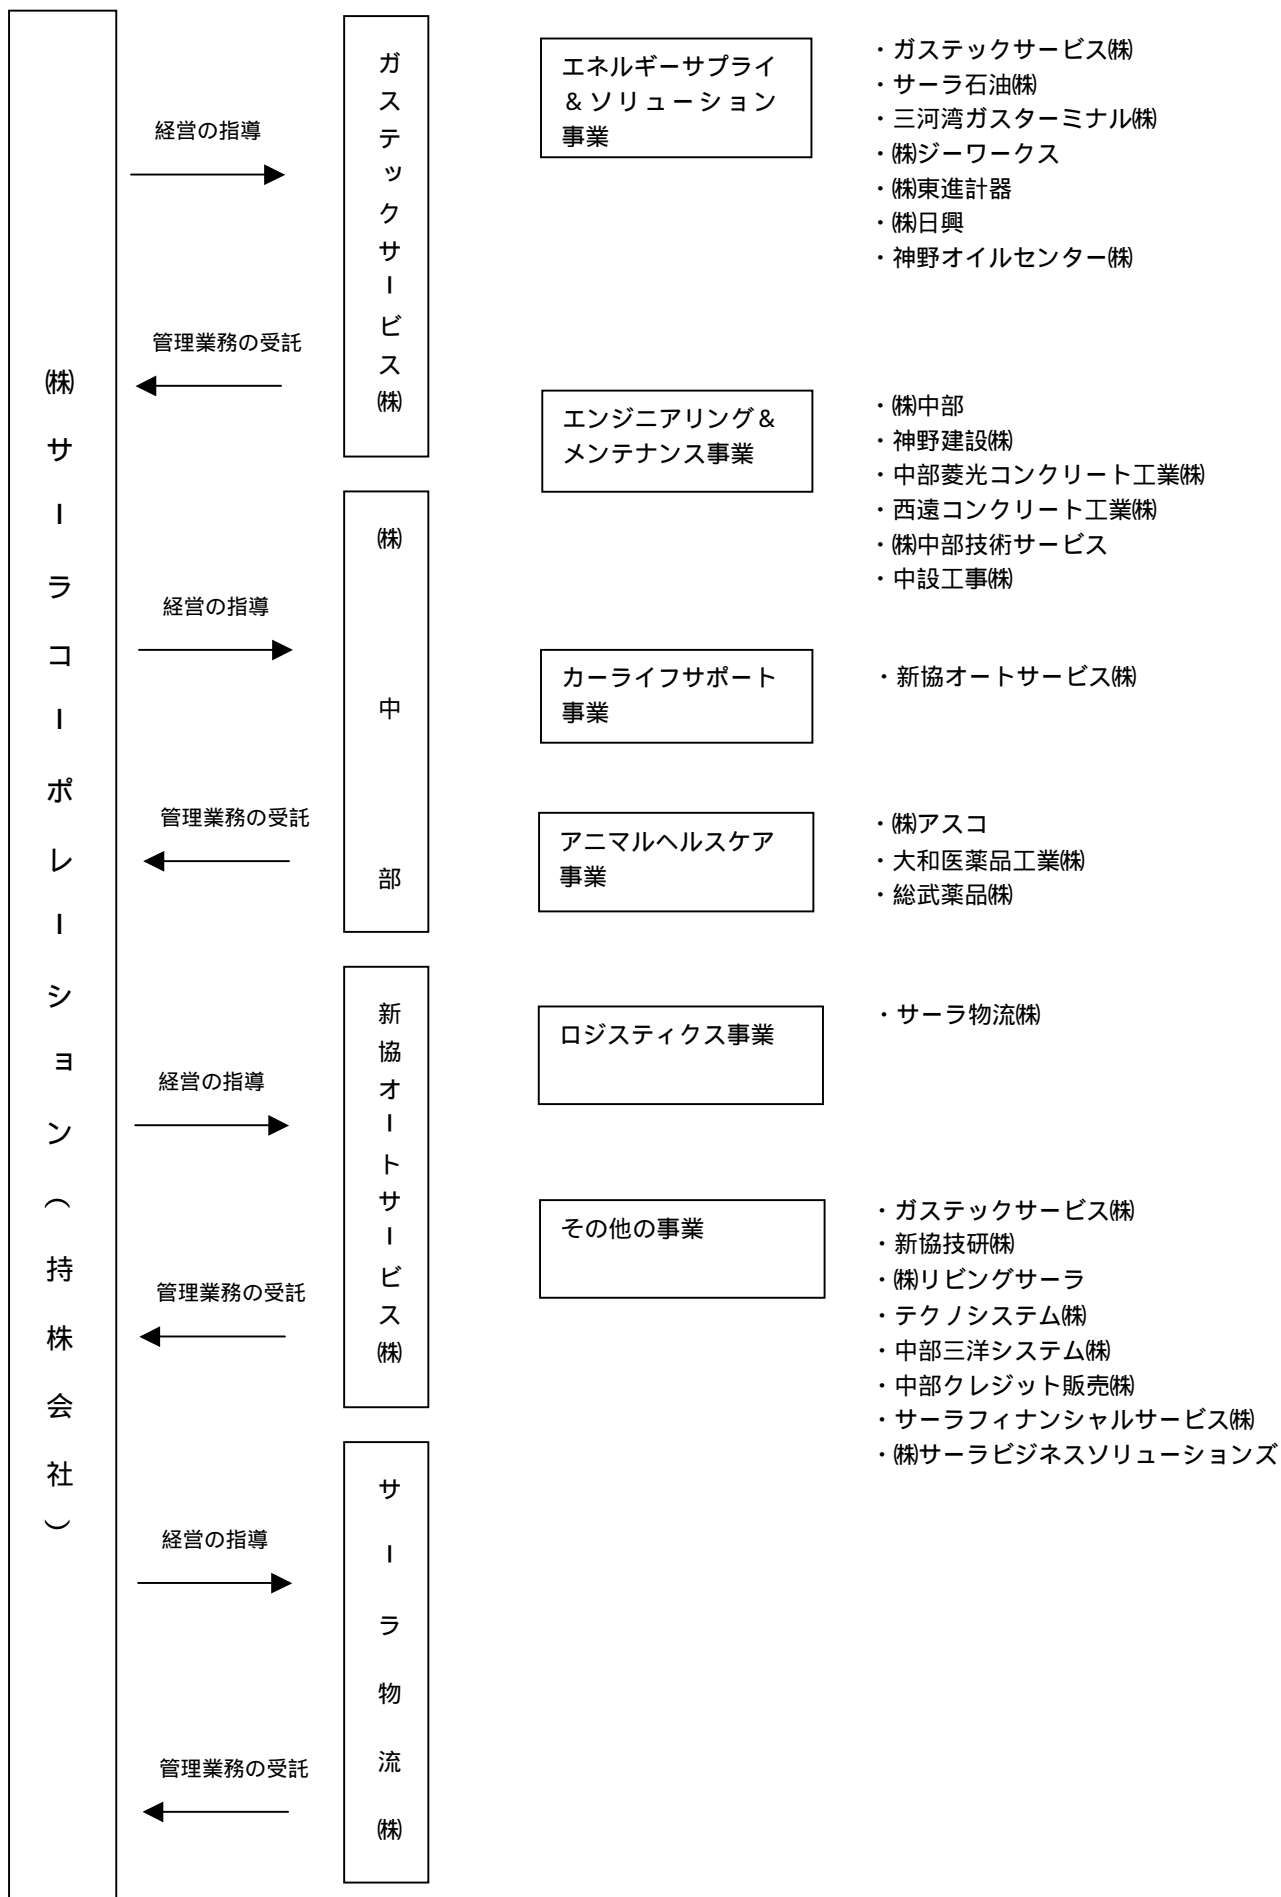 ㈱サーラコーポレーション（持株会社）
経営の指導
管理業務の受託
経営の指導
管理業務の受託
経営の指導
管理業務の受託
経営の指導
管理業務の受託
ガステックサービス㈱
㈱中部
新協オートサービス㈱
サーラ物流㈱
エネルギーサプライ
＆ソリューション
事業
・ガステックサービス㈱
・サーラ石油㈱
・三河湾ガスターミナル㈱
・㈱ジーワークス
・㈱東進計器
・㈱日興
・神野オイルセンター㈱
エンジニアリング＆
メンテナンス事業
・㈱中部
・神野建設㈱
・中部菱光コンクリート工業㈱
・西遠コンクリート工業㈱
・㈱中部技術サービス
・中設工事㈱
カーライフサポート
事業
・新協オートサービス㈱
アニマルヘルスケア
事業
・㈱アスコ
・大和医薬品工業㈱
・総武薬品㈱
ロジスティクス事業
・サーラ物流㈱
その他の事業
・ガステックサービス㈱
・新協技研㈱
・㈱リビングサーラ
・テクノシステム㈱
・中部三洋システム㈱
・中部クレジット販売㈱
・サーラフィナンシャルサービス㈱
・㈱サーラビジネスソリューションズ